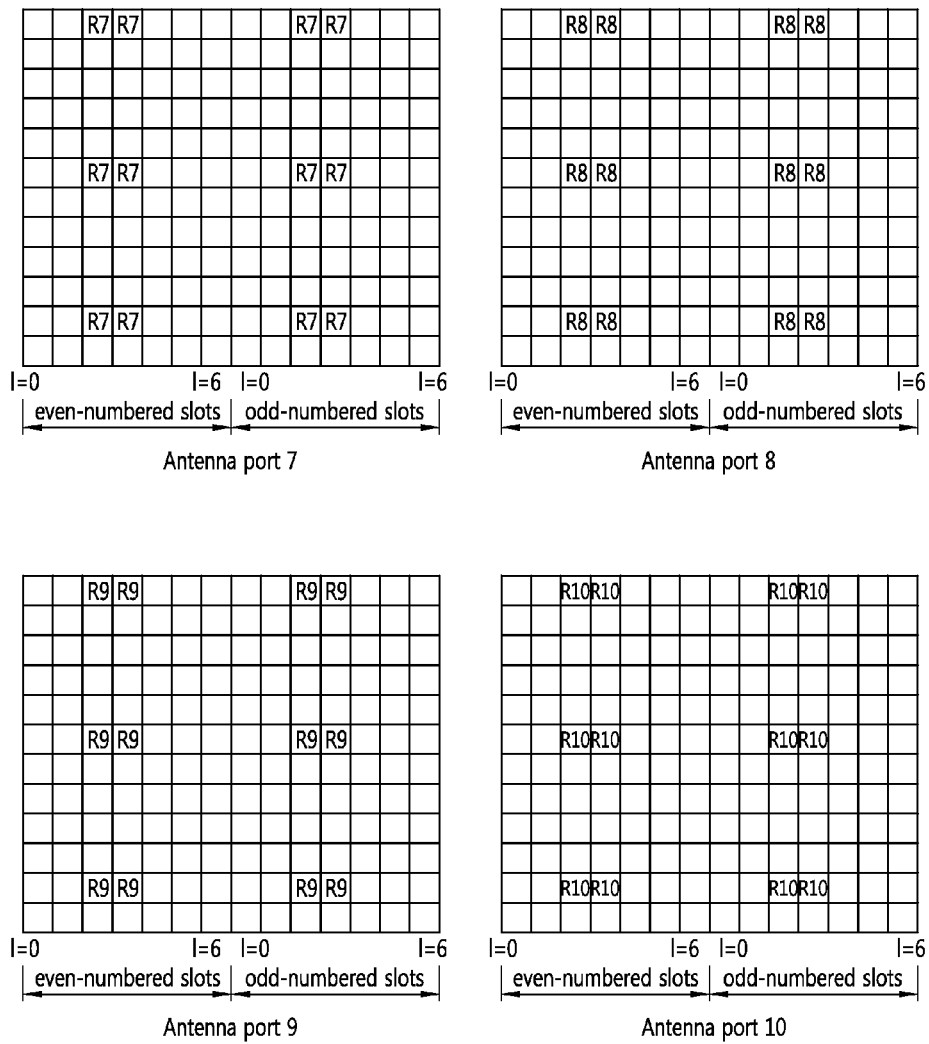 R7 R7 R7 R7 R8 R8 R8 R8
R7 R7 R7 R7 R8 R8 R8 R8
R7 R7 R7 R7 R8 R8 R8 R8
l=0 l=6 l=0 l=6 l=0 l=6 l=0 l=6
even-numbered slots odd-numbered slots even-numbered slots odd-numbered slots
Antenna port 7 Antenna port 8
R9 R9 R9 R9 R10 R10 R10 R10
R9 R9 R9 R9 R10 R10 R10 R10
R9 R9 R9 R9 R10 R10 R10 R10
l=0 l=6 l=0 l=6 l=0 l=6 l=0 l=6
even-numbered slots odd-numbered slots even-numbered slots odd-numbered slots
Antenna port 9 Antenna port 10